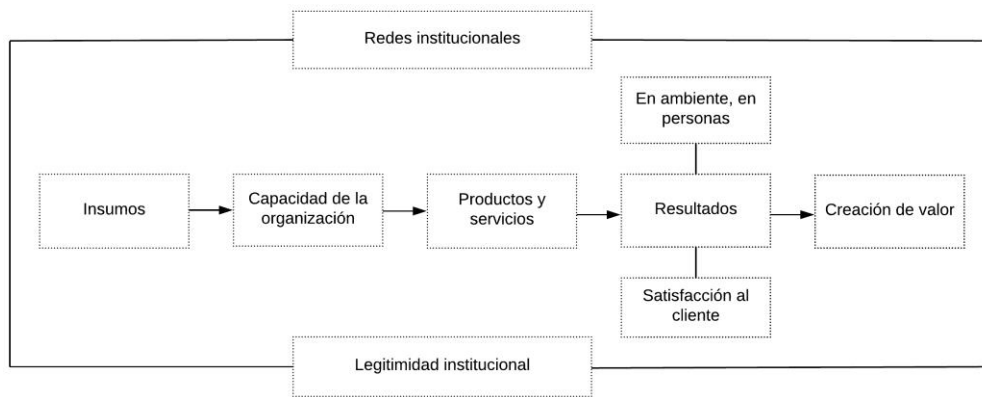 Redes institucionales
En ambiente, en
personas
Insumos
Capacidad de la
organización
Productos y
servicios
Resultados
Creación de valor
Satisfacción al
cliente
Legitimidad institucional